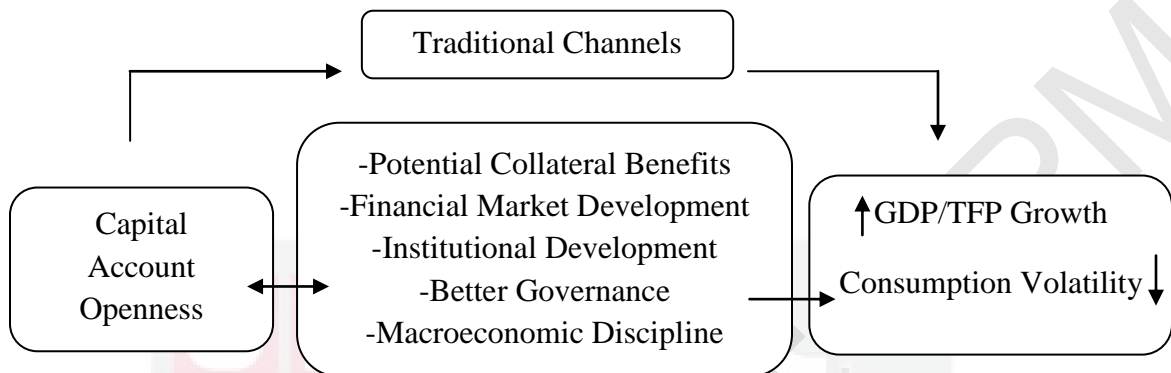 Traditional Channels
Capital
Account
Openness
-Potential Collateral Benefits
-Financial Market Development
-Institutional Development
-Better Governance
-Macroeconomic Discipline
GDP/TFP Growth
Consumption Volatility